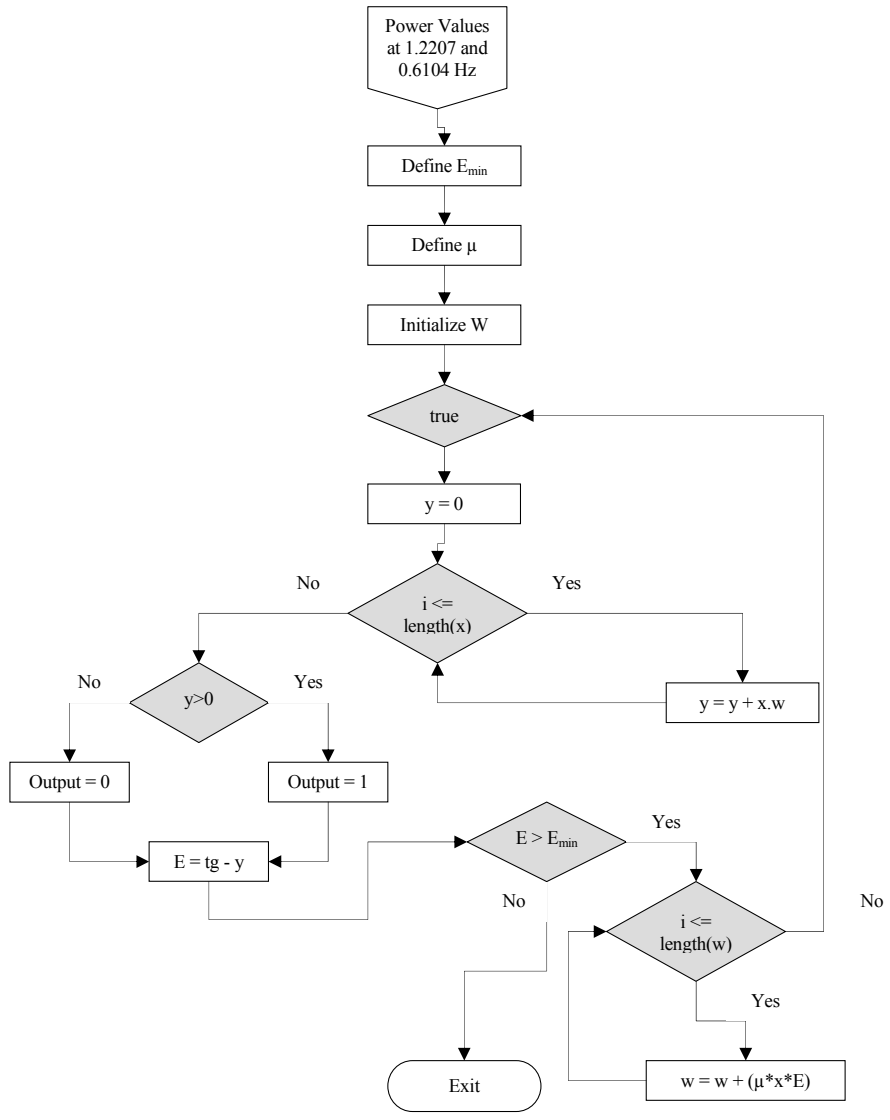 Power Values
at 1.2207 and
0.6104 Hz
Define Emin
Define μ
Initialize W
true
y = 0
No
Yes
i <=
length(x)
No
y>0
Yes
y = y + x.w
Output = 0
Output = 1
E = tg - y
E > Emin
Yes
No
i <=
length(w)
No
Yes
w = w + (μ*x*E)
Exit